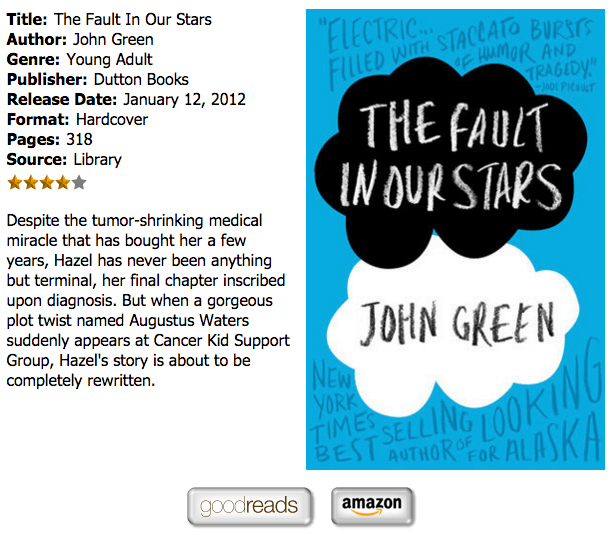 Title: The Fault In Our Stars
Author: John Green
Genre: Young Adult
Publisher: Dutton Books
Release Date: January 12, 2012
Format: Hardcover
Pages: 318
Source: Library
Despite the tumor-shrinking medical
miracle that has bought her a few
years, Hazel has never been anything
but terminal, her final chapter inscribed
upon diagnosis. But when a gorgeous
plot twist named Augustus Waters
suddenly appears at Cancer Kid Support
Group, Hazel's story is about to be
completely rewritten.
"ELECTRIC...
FILLED WITH STACCATO BURSTS
OF HUMOR AND
TRAGEDY."
—JODI PICOULT
THE FAULT
IN OUR STARS
JOHN GREEN
NEW
YORK
TIMES
BESTSELLING
AUTHOR OF
LOOKING
FOR ALASKA
goodreads
amazon